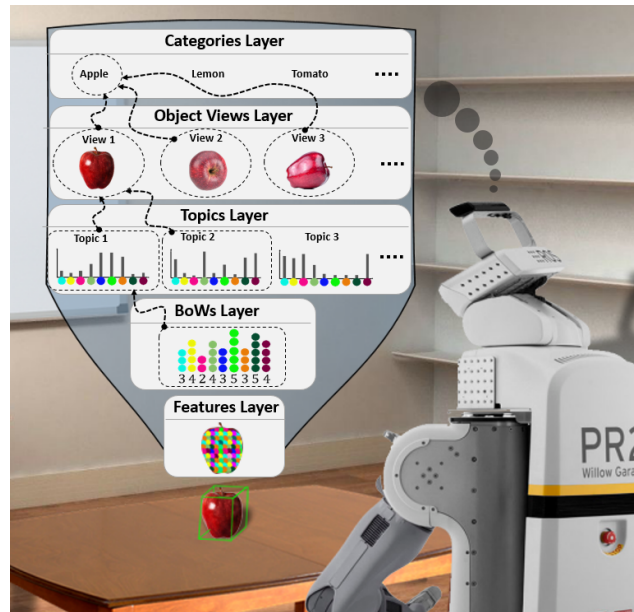 Categories Layer
Apple Lemon Tomato ....
Object Views Layer
View 1 View 2 View 3
....
Topics Layer
Topic 1 Topic 2 Topic 3
....
BoWs Layer
3 4 2 4 3 5 3 5 4
Features Layer
PR2
Willow Gara